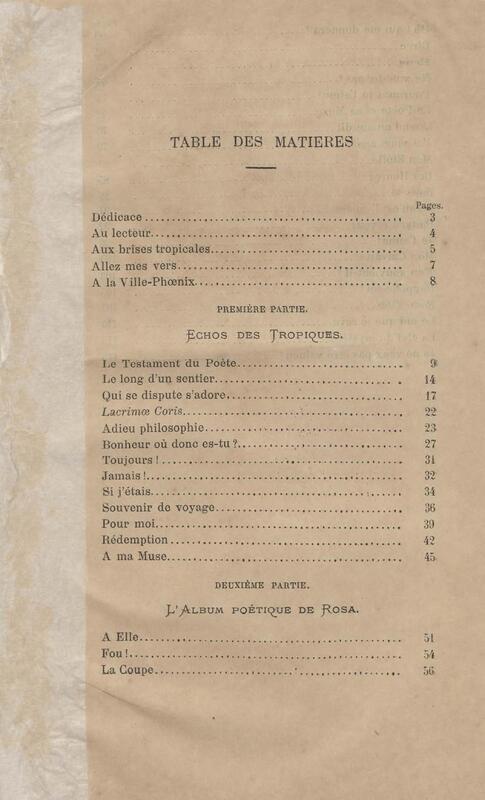 TABLE DES MATIERES
Pages.
Dédicace 3
Au lecteur 4
Aux brises tropicales 5
Allez mes vers 7
A la Ville-Phœnix 8
PREMIÈRE PARTIE.
ECHOS DES TROPIQUES.
Le Testament du Poête 9
Le long d'un sentier 14
Qui se dispute s'adore 17
Lacrimœ Coris 22
Adieu philosophie 23
Bonheur où donc es-tu ? 27
Toujours ! 31
Jamais ! 32
Si j'étais 34
Souvenir de voyage 36
Pour moi 39
Rédemption 42
A ma Muse 45
DEUXIÈME PARTIE.
L'ALBUM POÉTIQUE DE ROSA.
A Elle 51
Fou ! 54
La Coupe 56